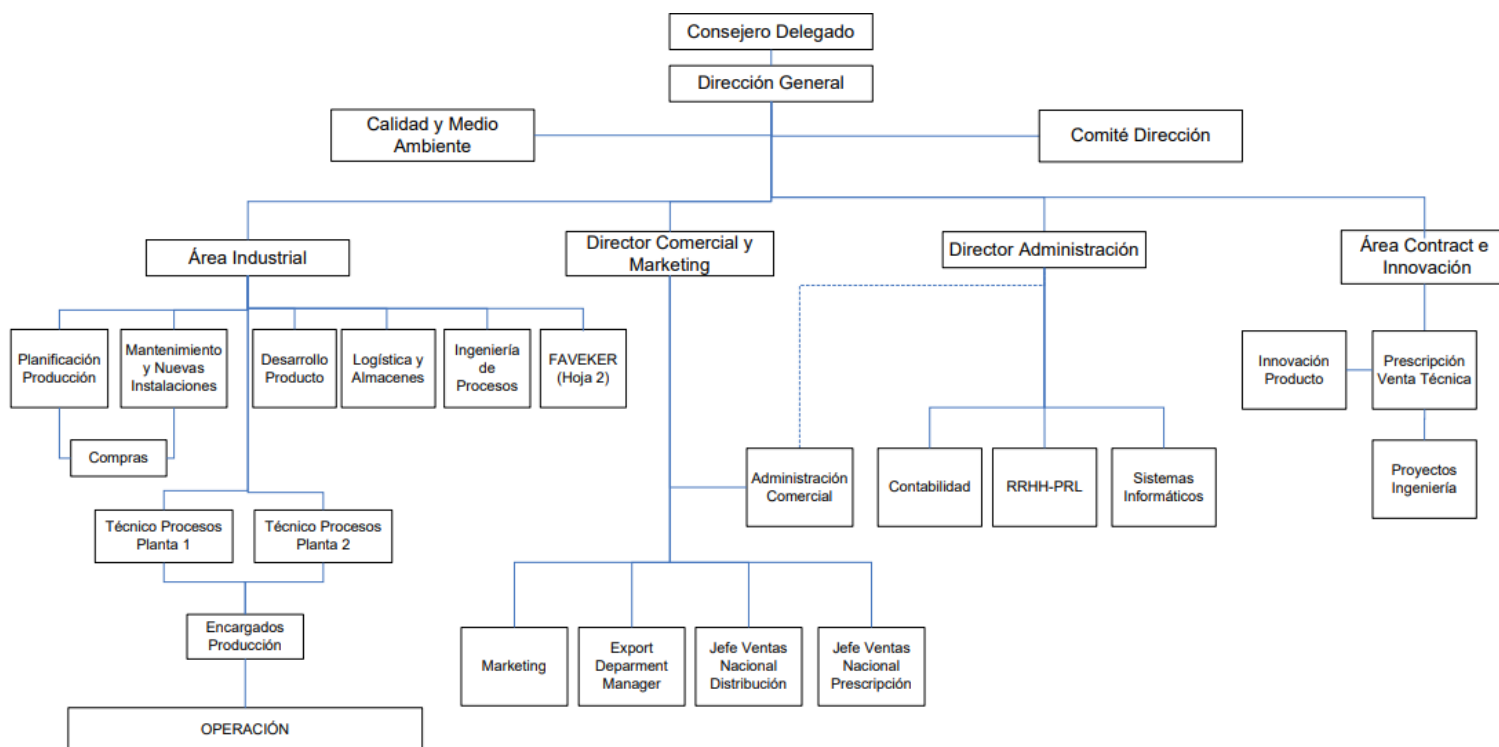 Consejero Delegado
Dirección General
Calidad y Medio
Ambiente
Comité Dirección
Área Industrial
Director Comercial y
Marketing
Director Administración
Área Contract e
Innovación
Planificación
Producción
Mantenimiento
y Nuevas
Instalaciones
Desarrollo
Producto
Logística y
Almacenes
Ingeniería
de
Procesos
FAVEKER
(Hoja 2)
Innovación
Producto
Prescripción
Venta Técnica
Compras
Administración
Comercial
Contabilidad
RRHH-PRL
Sistemas
Informáticos
Proyectos
Ingeniería
Técnico Procesos
Planta 1
Técnico Procesos
Planta 2
Encargados
Producción
Marketing
Export
Deparment
Manager
Jefe Ventas
Nacional
Distribución
Jefe Ventas
Nacional
Prescripción
OPERACIÓN